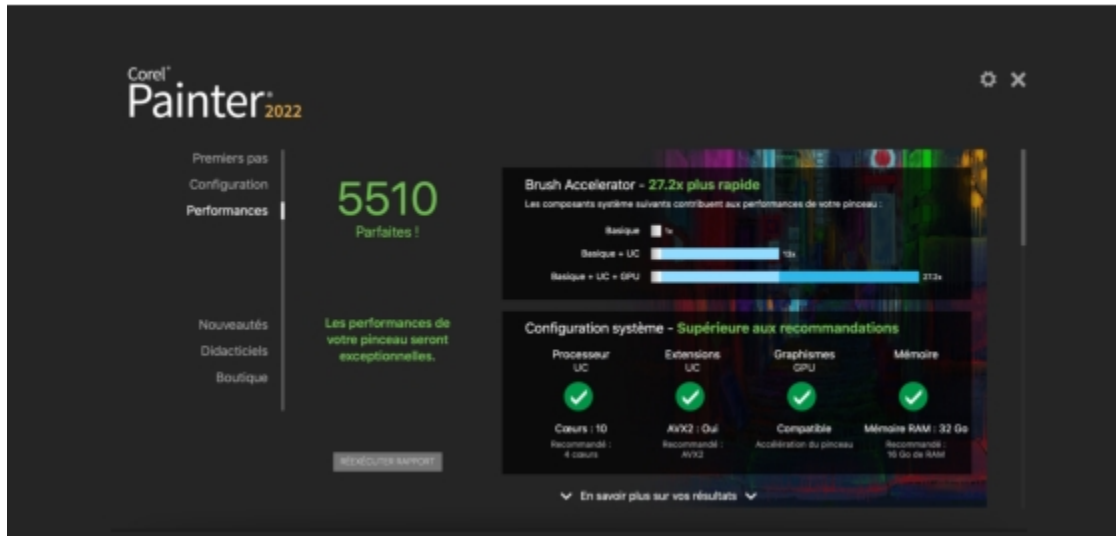 Corel
Painter 2022
Premiers pas
Configuration
Performances
Nouveautés
Didacticiels
Boutique
5510
Parfaites !
Les performances de
votre pinceau seront
exceptionnelles.
RÉEXÉCUTER RAPPORT
Brush Accelerator - 27.2x plus rapide
Les composants système suivants contribuent aux performances de votre pinceau :
Basique 1x
Basique + UC 13x
Basique + UC + GPU 27.2x
Configuration système - Supérieure aux recommandations
Processeur
UC
Cœurs : 10
Recommandé :
4 cœurs
Extensions
UC
AVX2 : Oui
Recommandé :
AVX2
Graphismes
GPU
Compatible
Accélération du pinceau
Mémoire
Mémoire RAM : 32 Go
Recommandé :
16 Go de RAM
En savoir plus sur vos résultats